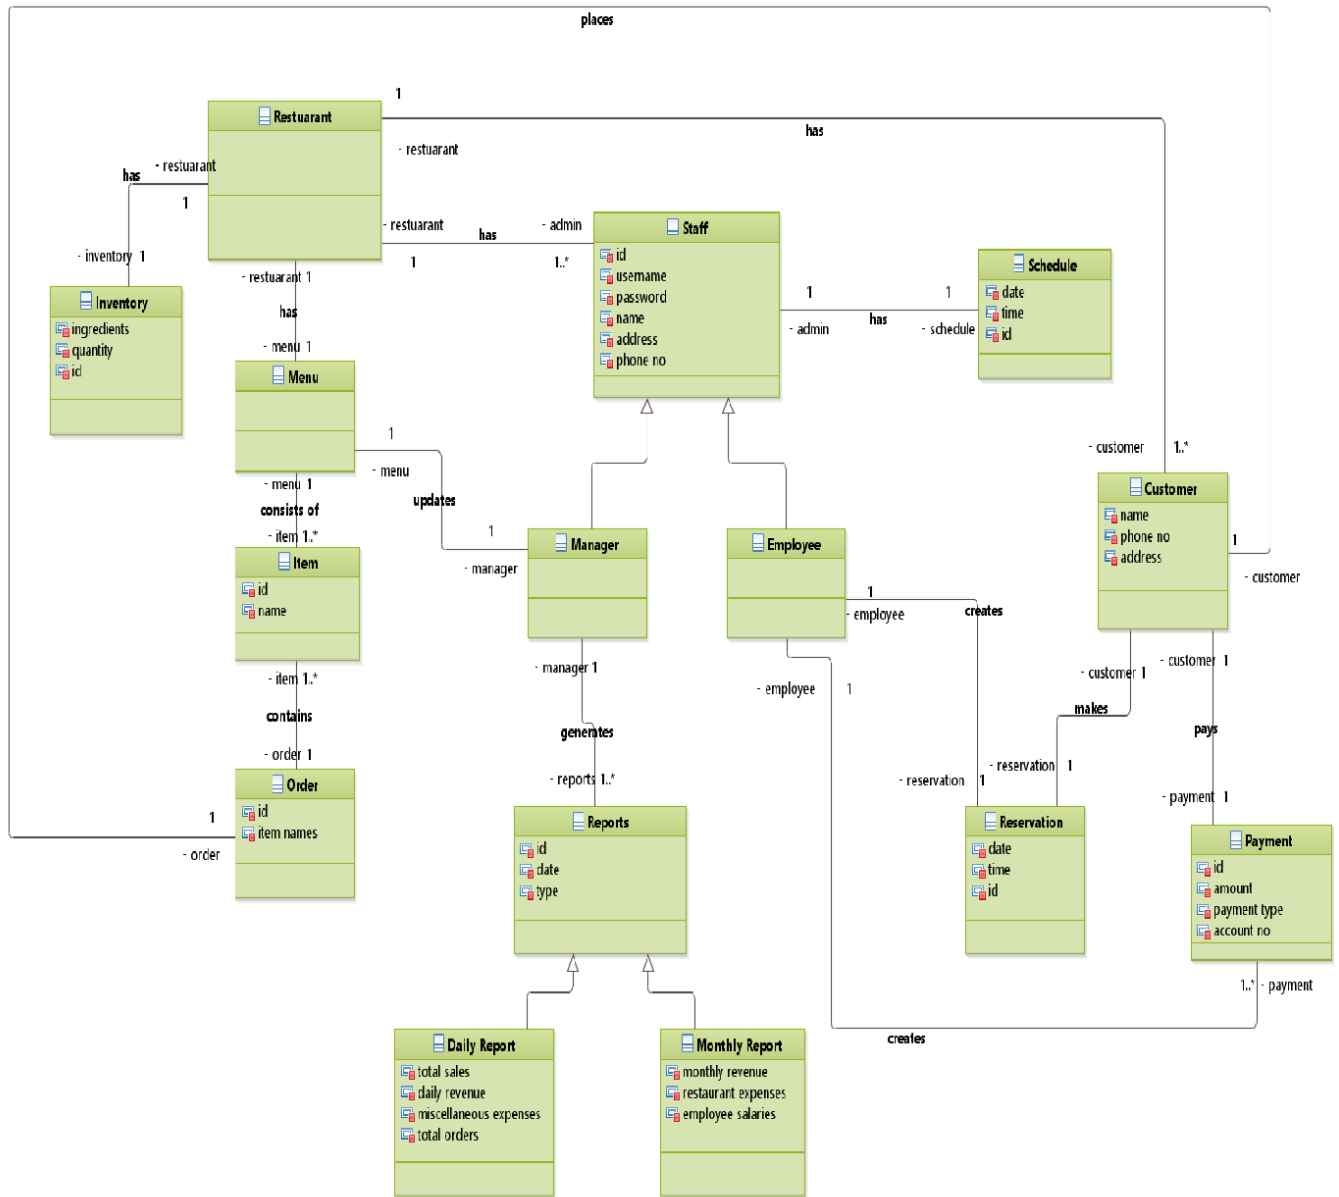 places
1
Restuarant
has
- restuarant
- restuarant
has
1
- restuarant
has
- admin
1
1..*
Staff
id
username
password
name
address
phone no
1
1
- admin
has
- schedule
Schedule
date
time
id
- inventory 1
Inventory
ingredients
quantity
id
- restuarant 1
has
- menu 1
Menu
1
- menu
updates
1
- manager
- menu 1
consists of
- item 1..*
Item
id
name
- item 1..*
contains
- order 1
Order
id
item names
1
- order
Manager
Employee
1
- employee
creates
- customer
1..*
Customer
name
phone no
address
1
- customer
- manager 1
generates
- reports 1..*
- employee
1
- customer 1
makes
- reservation 1
- reservation
1
- customer 1
pays
- payment 1
Reports
id
date
type
Reservation
date
time
id
Payment
id
amount
payment type
account no
1..* - payment
creates
Daily Report
total sales
daily revenue
miscellaneous expenses
total orders
Monthly Report
monthly revenue
restaurant expenses
employee salaries